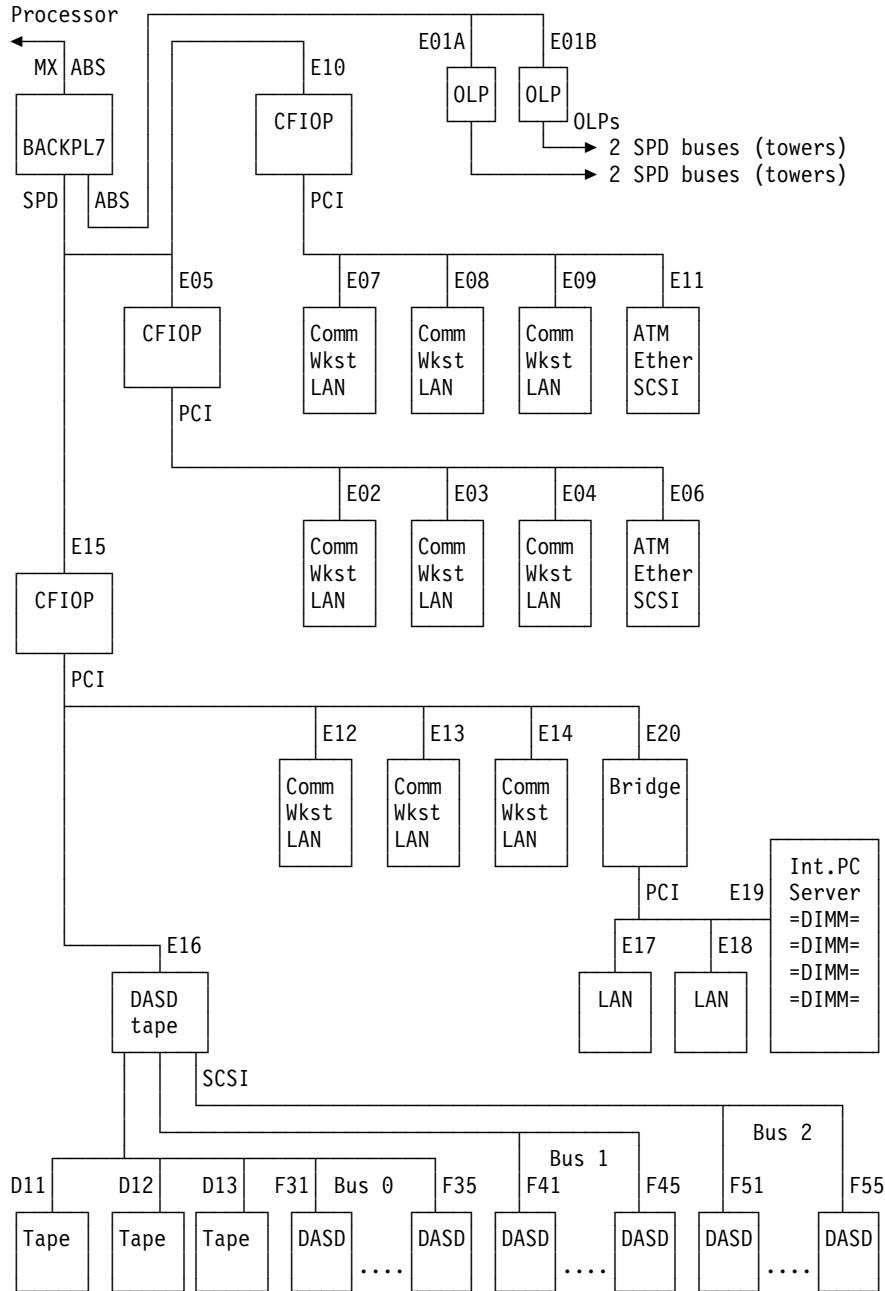 Processor
E01A E01B
MX ABS E10
OLP OLP
CFIOP
OLPs
BACKPL7 2 SPD buses (towers)
2 SPD buses (towers)
SPD ABS PCI
E05 E07 E08 E09 E11
CFIOP Comm Comm Comm ATM
Wkst Wkst Wkst Ether
LAN LAN LAN SCSI
PCI
E02 E03 E04 E06
E15 Comm Comm Comm ATM
Wkst Wkst Wkst Ether
CFIOP LAN LAN LAN SCSI
PCI
E12 E13 E14 E20
Comm Comm Comm Bridge
Wkst Wkst Wkst
LAN LAN LAN
Int.PC
PCI E19 Server
=DIMM=
E16 E17 E18 =DIMM=
=DIMM=
DASD LAN LAN =DIMM=
tape
SCSI
Bus 2
Bus 1
D11 D12 D13 F31 Bus 0 F35 F41 F45 F51 F55
Tape Tape Tape DASD DASD DASD DASD DASD DASD
.... .... ....